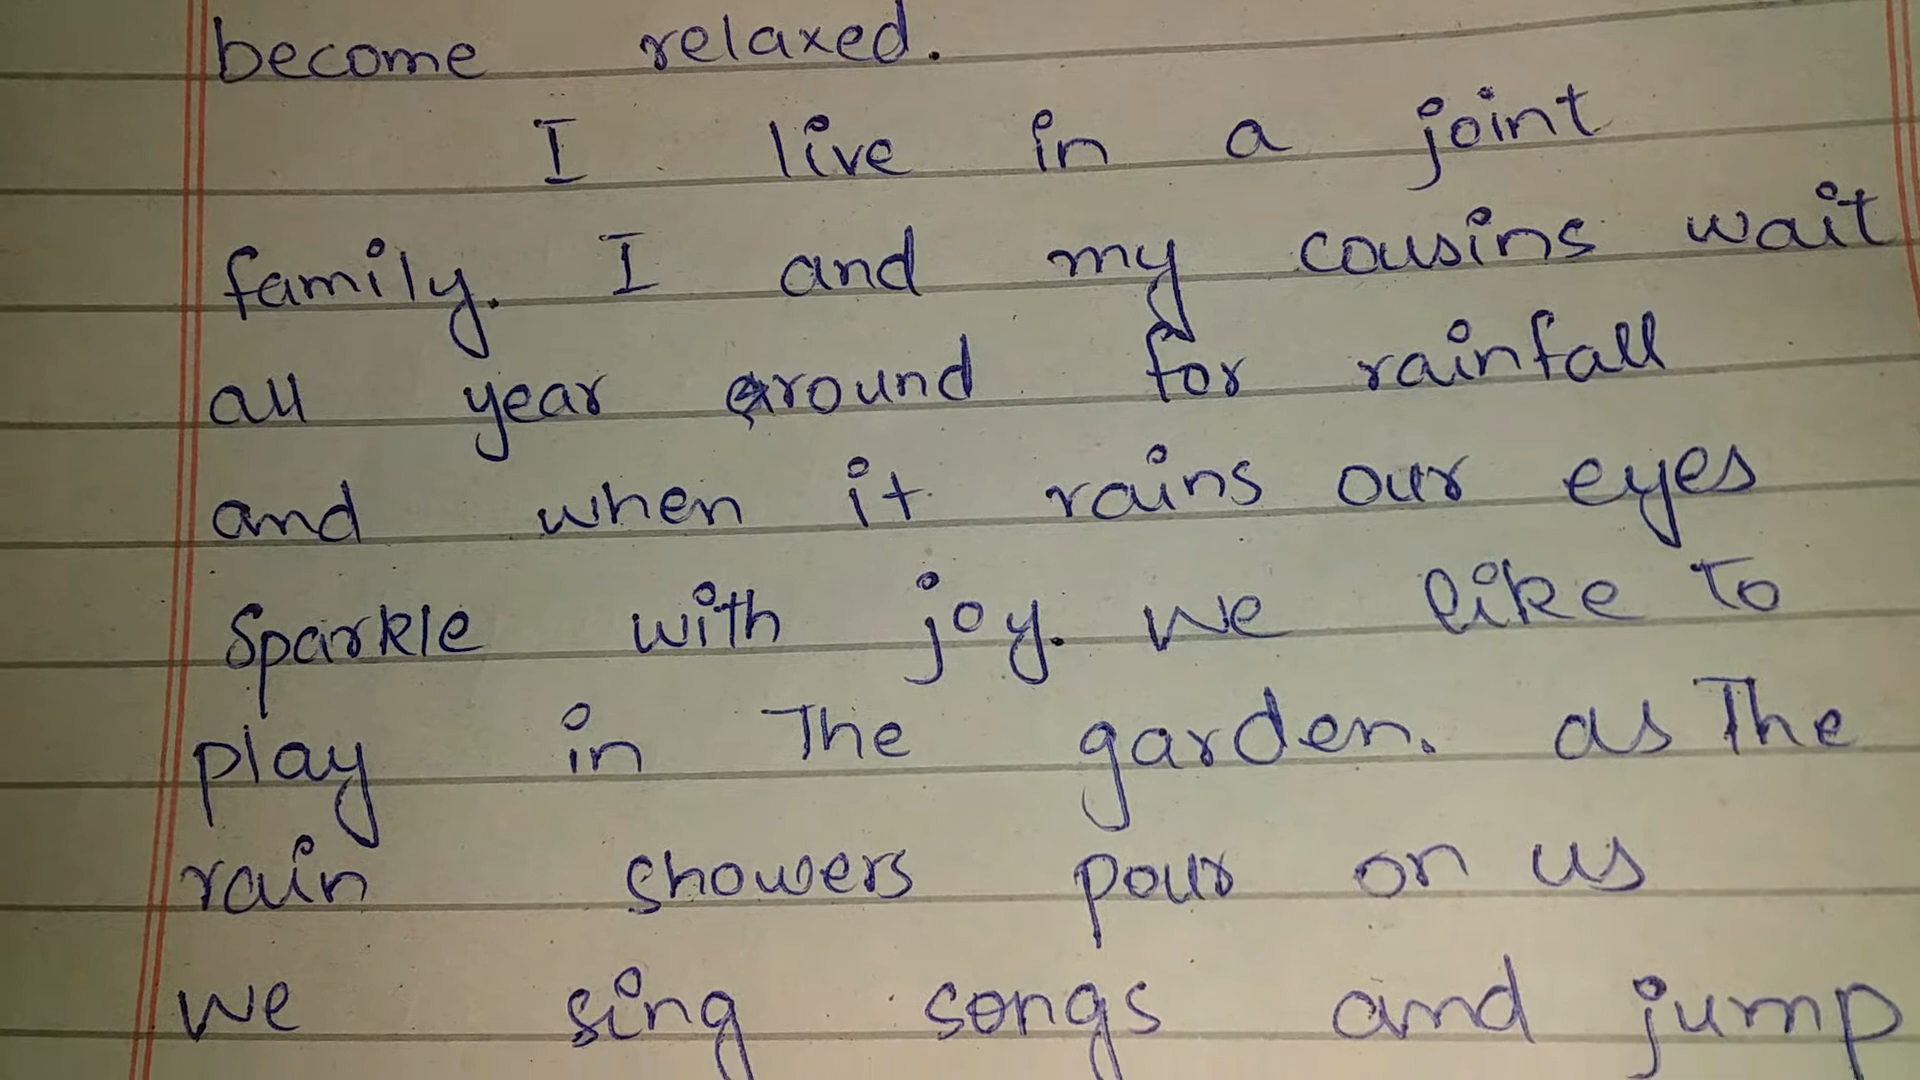 become relaxed.
I live in a joint
family. I and my cousins wait
all year around for rainfall
and when it rains our eyes
Sparkle with joy. We like to
play in The garden. as The
rain showers pour on us
we sing songs and jump